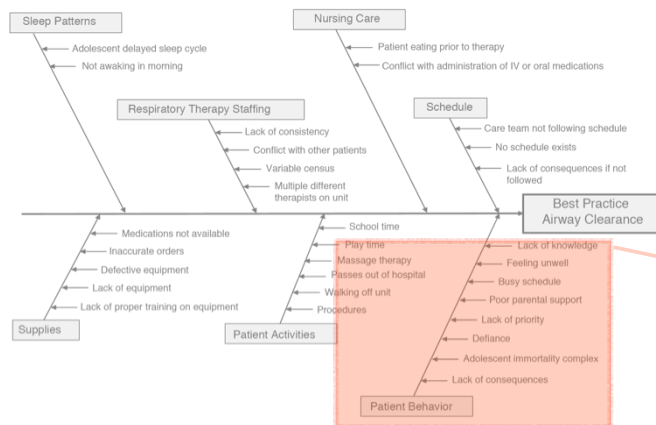 Sleep Patterns
Adolescent delayed sleep cycle
Not awaking in morning
Nursing Care
Patient eating prior to therapy
Conflict with administration of IV or oral medications
Respiratory Therapy Staffing
Lack of consistency
Conflict with other patients
Variable census
Multiple different
therapists on unit
Schedule
Care team not following schedule
No schedule exists
Lack of consequences if not
followed
Best Practice
Airway Clearance
Medications not available
Inaccurate orders
Defective equipment
Lack of equipment
Lack of proper training on equipment
Supplies
School time
Play time
Massage therapy
Passes out of hospital
Walking off unit
Procedures
Patient Activities
Lack of knowledge
Feeling unwell
Busy schedule
Poor parental support
Lack of priority
Defiance
Adolescent immortality complex
Lack of consequences
Patient Behavior